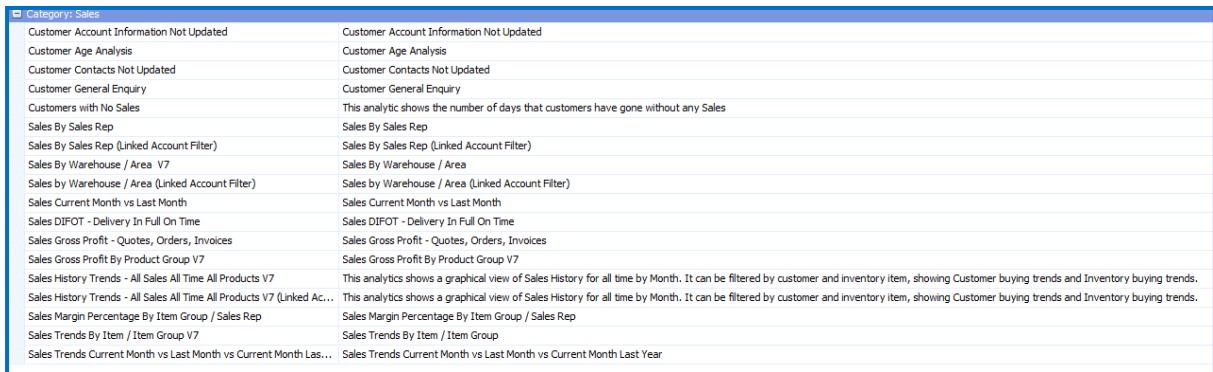 Category: Sales
Customer Account Information Not Updated Customer Account Information Not Updated
Customer Age Analysis Customer Age Analysis
Customer Contacts Not Updated Customer Contacts Not Updated
Customer General Enquiry Customer General Enquiry
Customers with No Sales This analytic shows the number of days that customers have gone without any Sales
Sales By Sales Rep Sales By Sales Rep
Sales By Sales Rep (Linked Account Filter) Sales By Sales Rep (Linked Account Filter)
Sales By Warehouse / Area V7 Sales By Warehouse / Area
Sales by Warehouse / Area (Linked Account Filter) Sales by Warehouse / Area (Linked Account Filter)
Sales Current Month vs Last Month Sales Current Month vs Last Month
Sales DIFOT - Delivery In Full On Time Sales DIFOT - Delivery In Full On Time
Sales Gross Profit - Quotes, Orders, Invoices Sales Gross Profit - Quotes, Orders, Invoices
Sales Gross Profit By Product Group V7 Sales Gross Profit By Product Group V7
Sales History Trends - All Sales All Time All Products V7 This analytics shows a graphical view of Sales History for all time by Month. It can be filtered by customer and inventory item, showing Customer buying trends and Inventory buying trends.
Sales History Trends - All Sales All Time All Products V7 (Linked Ac... This analytics shows a graphical view of Sales History for all time by Month. It can be filtered by customer and inventory item, showing Customer buying trends and Inventory buying trends.
Sales Margin Percentage By Item Group / Sales Rep Sales Margin Percentage By Item Group / Sales Rep
Sales Trends By Item / Item Group V7 Sales Trends By Item / Item Group
Sales Trends Current Month vs Last Month vs Current Month Las... Sales Trends Current Month vs Last Month vs Current Month Last Year